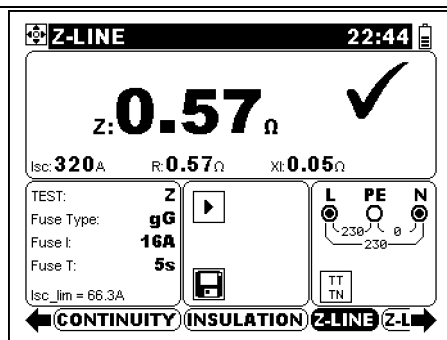 Z-LINE 22:44
Z: 0.57Ω
Isc: 320A R: 0.57Ω Xl: 0.05Ω
TEST: Z
Fuse Type: gG
Fuse I: 16A
Fuse T: 5s
Isc_lim = 66.3A
L PE N
230 0
230
TT
TN
CONTINUITY INSULATION Z-LINE Z-L